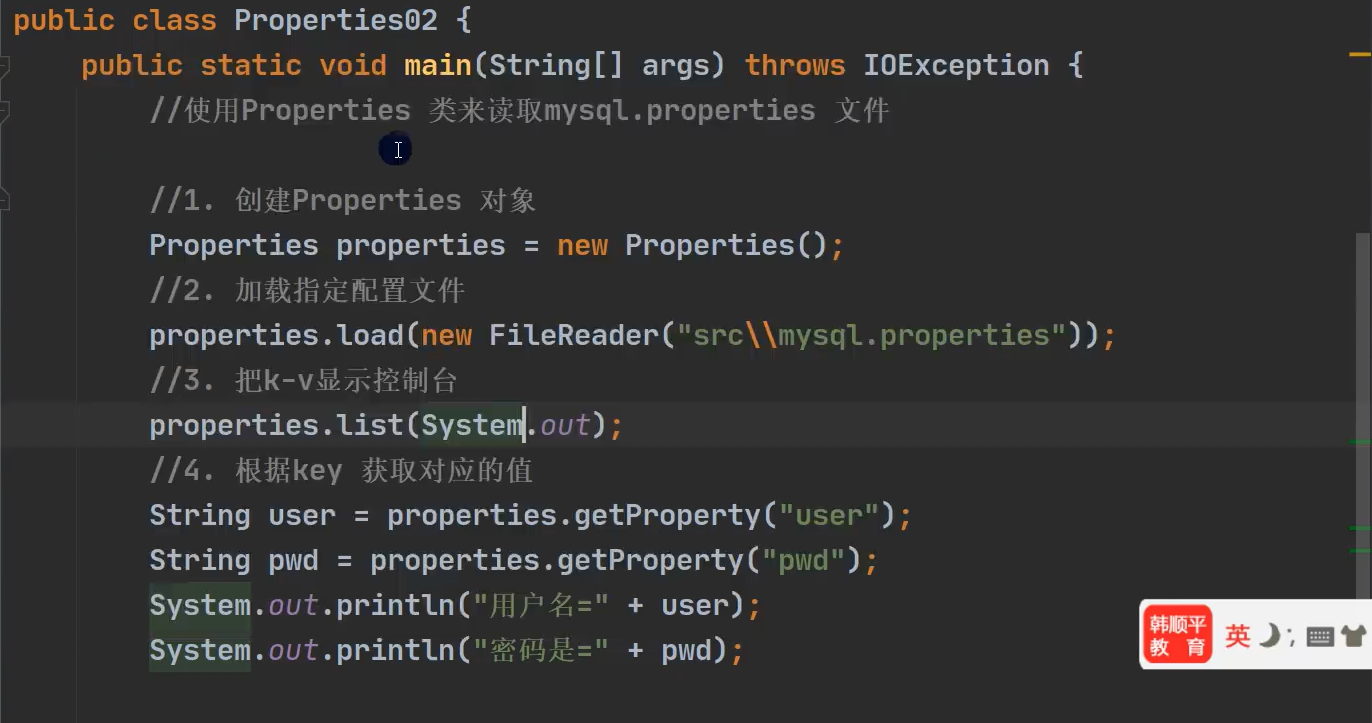 public class Properties02 {
public static void main(String[] args) throws IOException {
//使用Properties 类来读取mysql.properties 文件
//1. 创建Properties 对象
Properties properties = new Properties();
//2. 加载指定配置文件
properties.load(new FileReader("src\\mysql.properties"));
//3. 把k-v显示控制台
properties.list(System.out);
//4. 根据key 获取对应的值
String user = properties.getProperty("user");
String pwd = properties.getProperty("pwd");
System.out.println("用户名=" + user);
System.out.println("密码是=" + pwd);
韩顺平
教 育
英